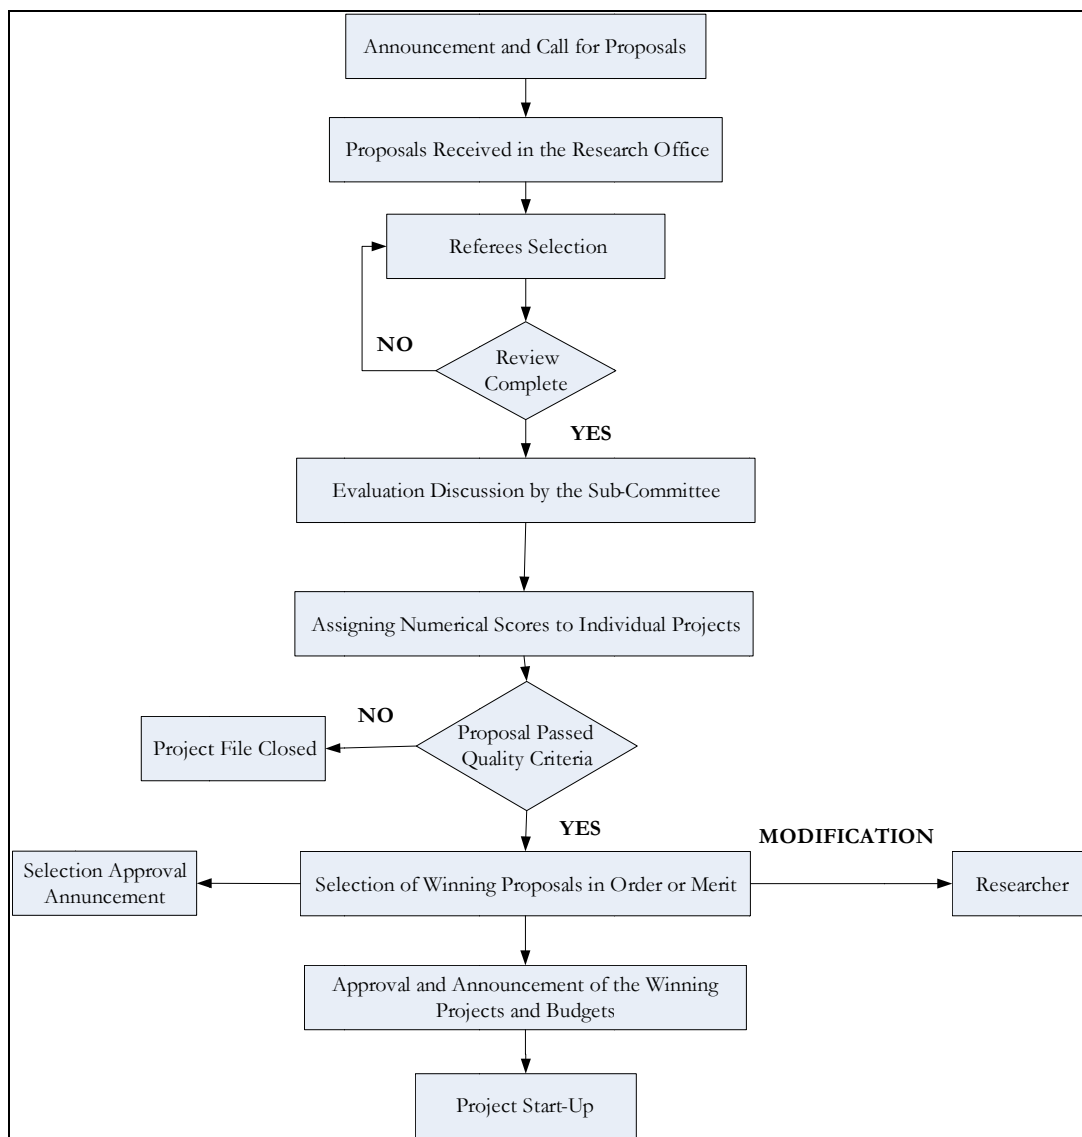 Announcement and Call for Proposals
Proposals Received in the Research Office
Referees Selection
NO
Review
Complete
YES
Evaluation Discussion by the Sub-Committee
Assigning Numerical Scores to Individual Projects
NO
Proposal Passed
Quality Criteria
Project File Closed
YES
MODIFICATION
Selection Approval
Annuncement
Selection of Winning Proposals in Order or Merit
Researcher
Approval and Announcement of the Winning
Projects and Budgets
Project Start-Up